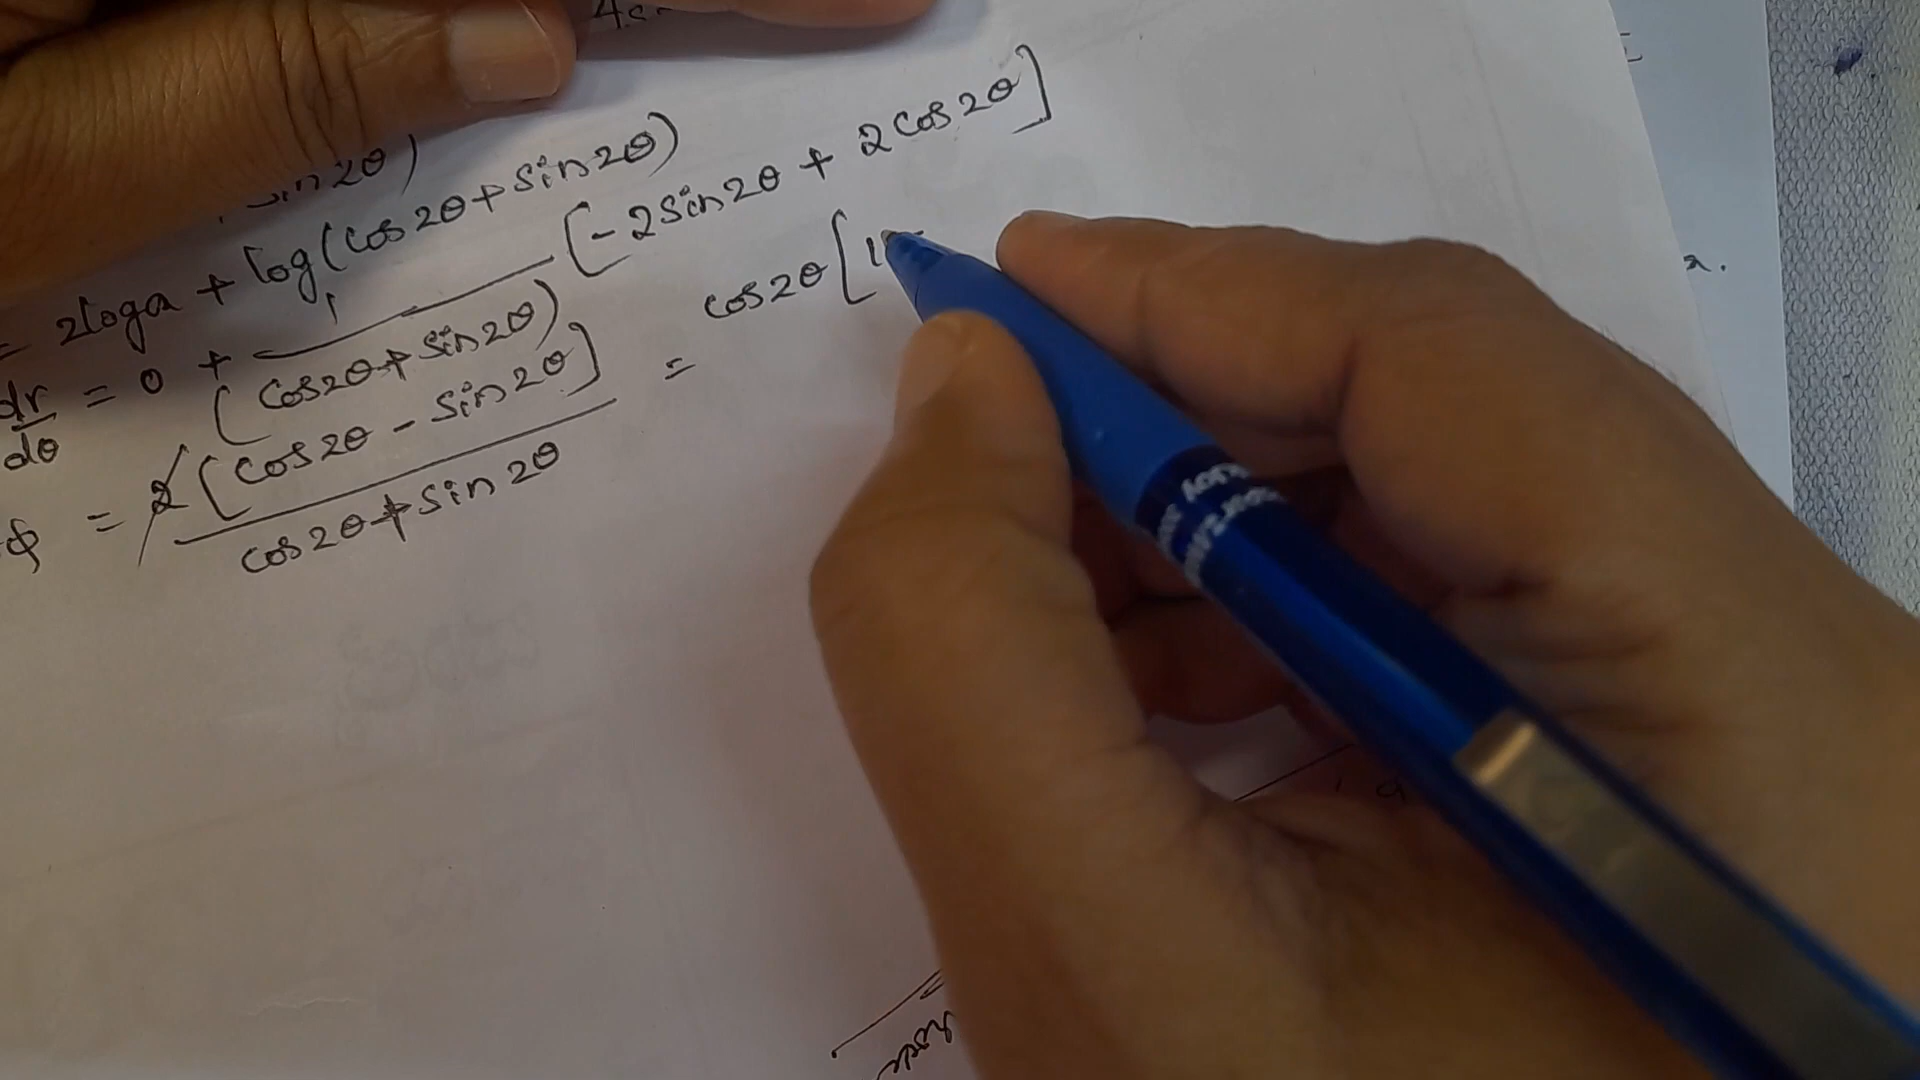 sin2θ)
= 2loga + log(cos2θ+sin2θ)
dr/dθ = 0 + 1/(cos2θ+sin2θ) [-2sin2θ + 2cos2θ]
φ = 2[cos2θ - sin2θ]/cos2θ+sin2θ = cos2θ[1-
a.